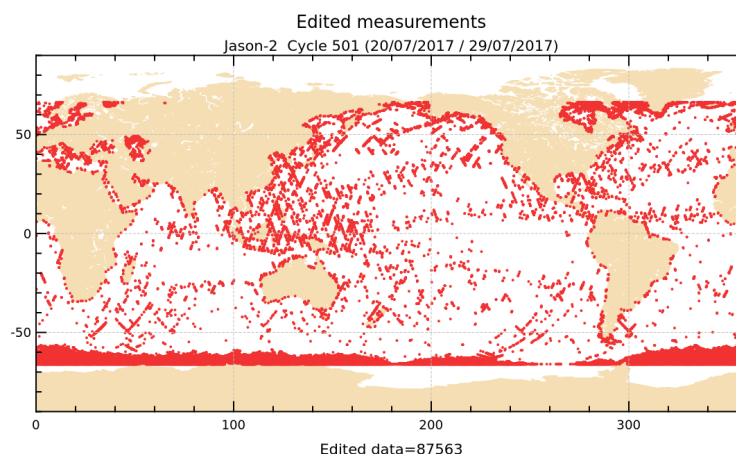 Edited measurements
Jason-2 Cycle 501 (20/07/2017 / 29/07/2017)
50
0
-50
0 100 200 300
Edited data=87563